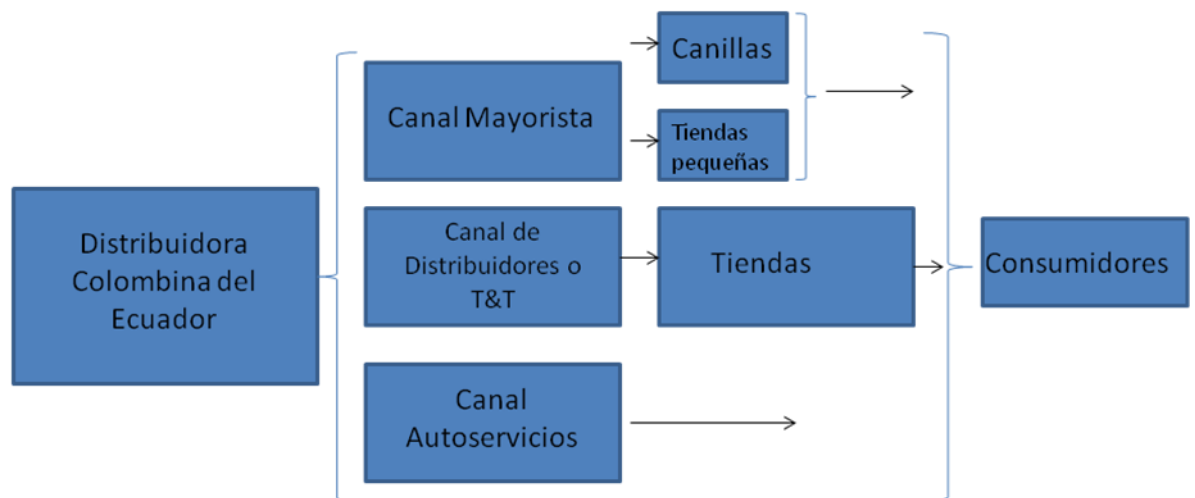 Distribuidora
Colombina del
Ecuador
Canal Mayorista
Canillas
Tiendas
pequeñas
Canal de
Distribuidores o
T&T
Tiendas
Canal
Autoservicios
Consumidores